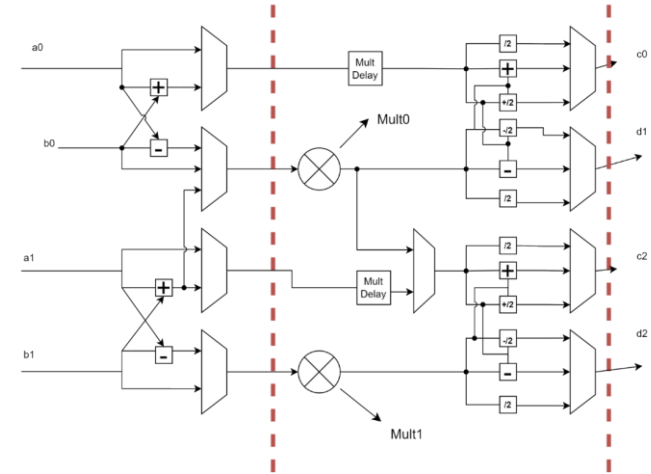 a0
/2
c0
Mult
Delay
+
+
+/2
Mult0
-/2
d1
b0
-
-
/2
a1
/2
c2
+
+
Mult
Delay
+/2
-/2
d2
b1
-
-
/2
Mult1